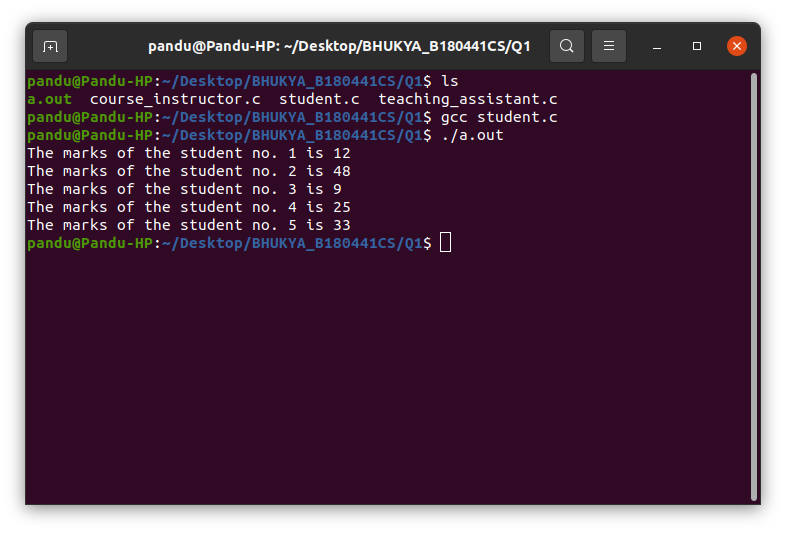 pandu@Pandu-HP: ~/Desktop/BHUKYA_B180441CS/Q1
pandu@Pandu-HP:~/Desktop/BHUKYA_B180441CS/Q1$ ls
a.out  course_instructor.c  student.c  teaching_assistant.c
pandu@Pandu-HP:~/Desktop/BHUKYA_B180441CS/Q1$ gcc student.c
pandu@Pandu-HP:~/Desktop/BHUKYA_B180441CS/Q1$ ./a.out
The marks of the student no. 1 is 12
The marks of the student no. 2 is 48
The marks of the student no. 3 is 9
The marks of the student no. 4 is 25
The marks of the student no. 5 is 33
pandu@Pandu-HP:~/Desktop/BHUKYA_B180441CS/Q1$